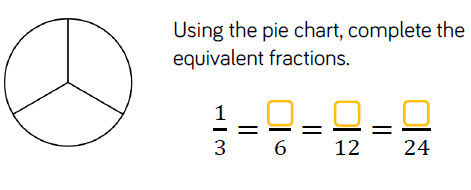 Using the pie chart, complete the
equivalent fractions.
1/3 = □/6 = □/12 = □/24